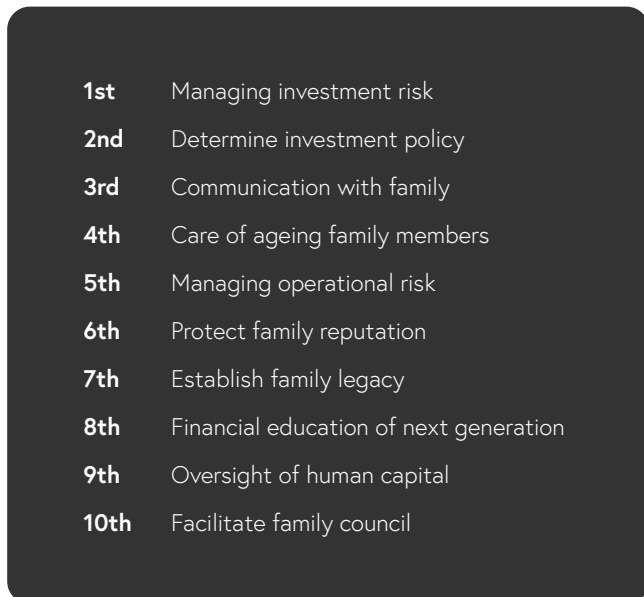 1st Managing investment risk
2nd Determine investment policy
3rd Communication with family
4th Care of ageing family members
5th Managing operational risk
6th Protect family reputation
7th Establish family legacy
8th Financial education of next generation
9th Oversight of human capital
10th Facilitate family council